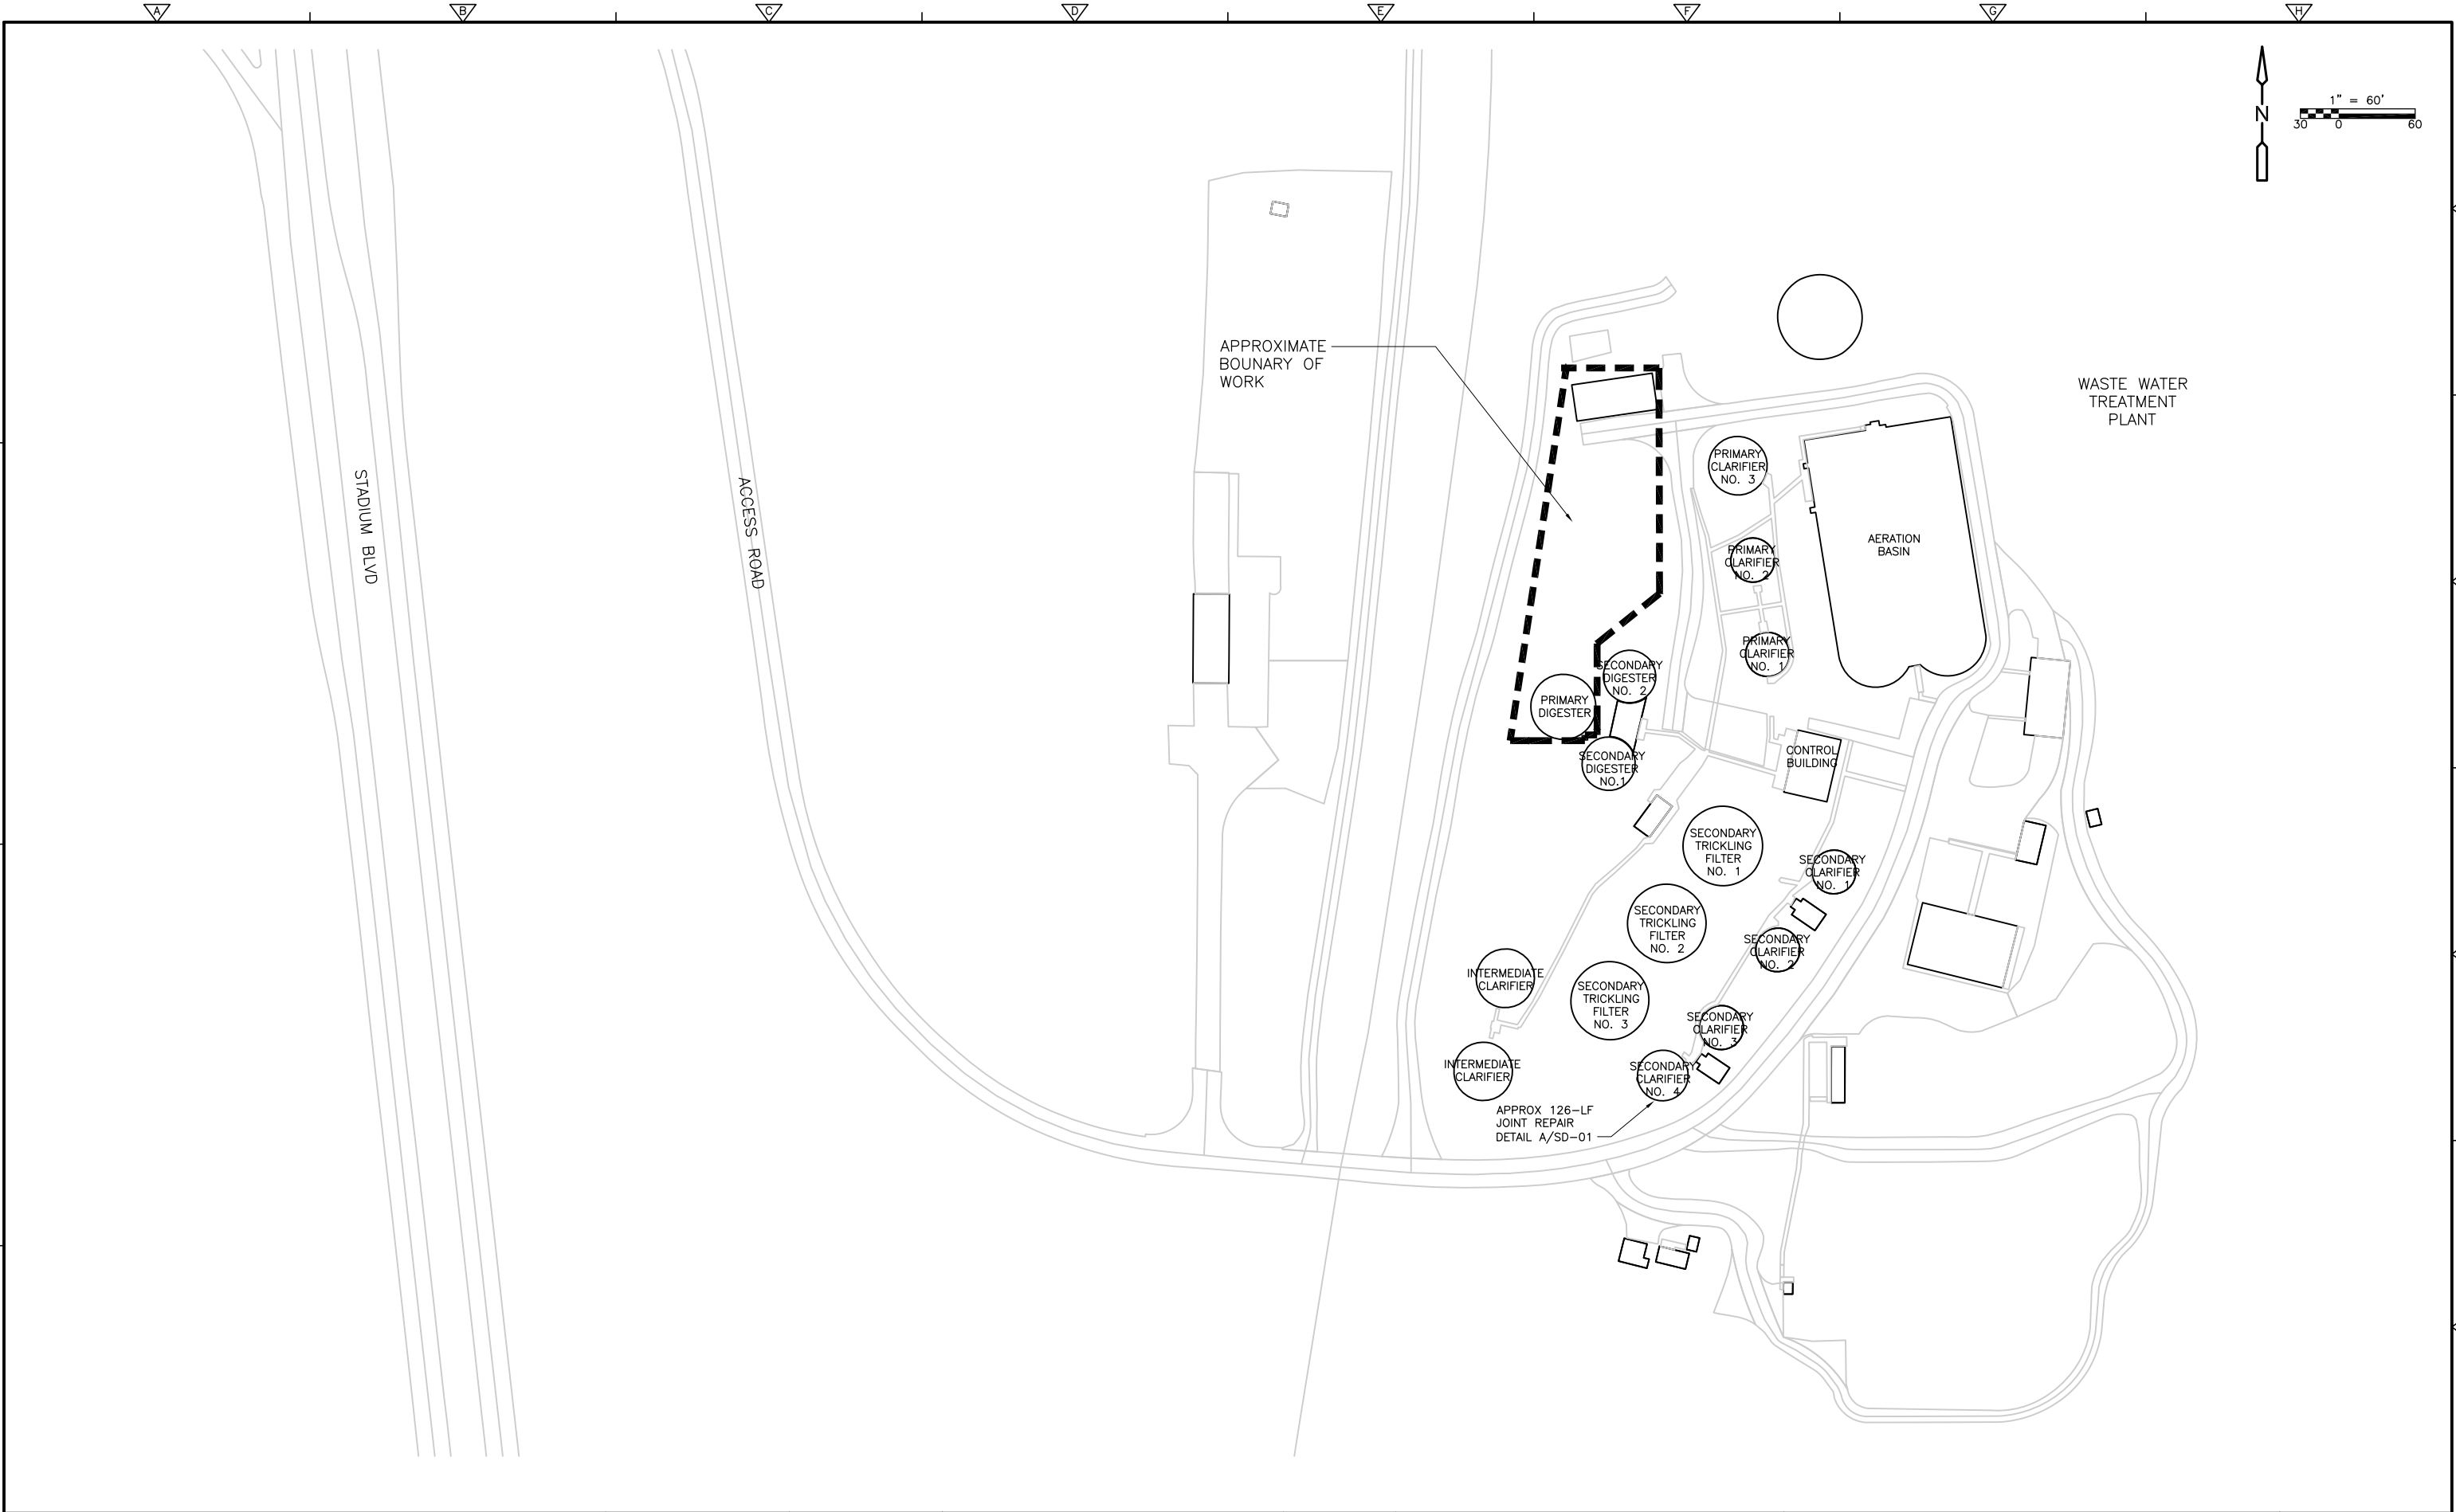 A
B
C
D
E
F
G
H
N
1" = 60'
30 0 60
APPROXIMATE
BOUNARY OF
WORK
WASTE WATER
TREATMENT
PLANT
STADIUM BLVD
ACCESS ROAD
PRIMARY
CLARIFIER
NO. 3
AERATION
BASIN
PRIMARY
CLARIFIER
NO. 2
PRIMARY
CLARIFIER
NO. 1
SECONDARY
DIGESTER
NO. 2
PRIMARY
DIGESTER
SECONDARY
DIGESTER
NO.1
CONTROL
BUILDING
SECONDARY
TRICKLING
FILTER
NO. 1
SECONDARY
CLARIFIER
NO. 1
SECONDARY
TRICKLING
FILTER
NO. 2
SECONDARY
CLARIFIER
NO. 2
INTERMEDIATE
CLARIFIER
SECONDARY
TRICKLING
FILTER
NO. 3
SECONDARY
CLARIFIER
NO. 3
INTERMEDIATE
CLARIFIER
SECONDARY
CLARIFIER
NO. 4
APPROX 126-LF
JOINT REPAIR
DETAIL A/SD-01